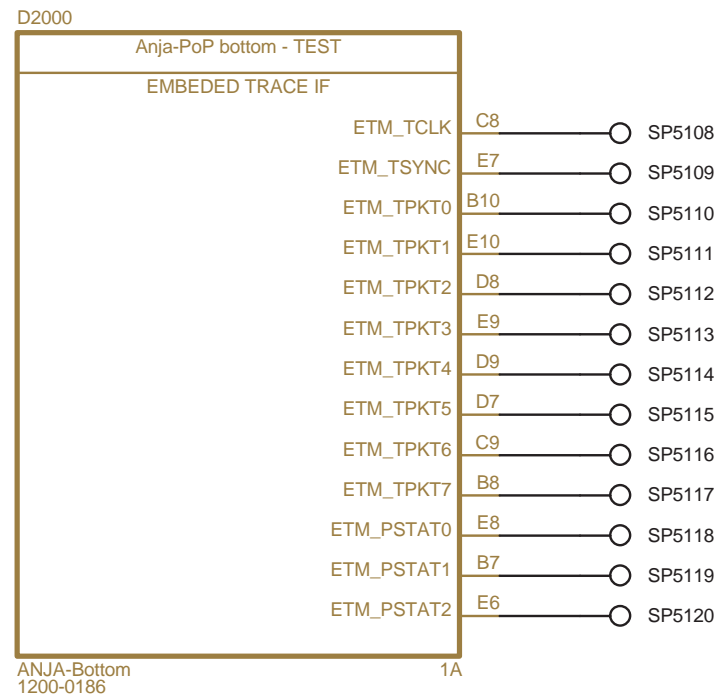 D2000
Anja-PoP bottom - TEST
EMBEDED TRACE IF
ETM_TCLK C8 SP5108
ETM_TSYNC E7 SP5109
ETM_TPKT0 B10 SP5110
ETM_TPKT1 E10 SP5111
ETM_TPKT2 D8 SP5112
ETM_TPKT3 E9 SP5113
ETM_TPKT4 D9 SP5114
ETM_TPKT5 D7 SP5115
ETM_TPKT6 C9 SP5116
ETM_TPKT7 B8 SP5117
ETM_PSTAT0 E8 SP5118
ETM_PSTAT1 B7 SP5119
ETM_PSTAT2 E6 SP5120
ANJA-Bottom 1A
1200-0186